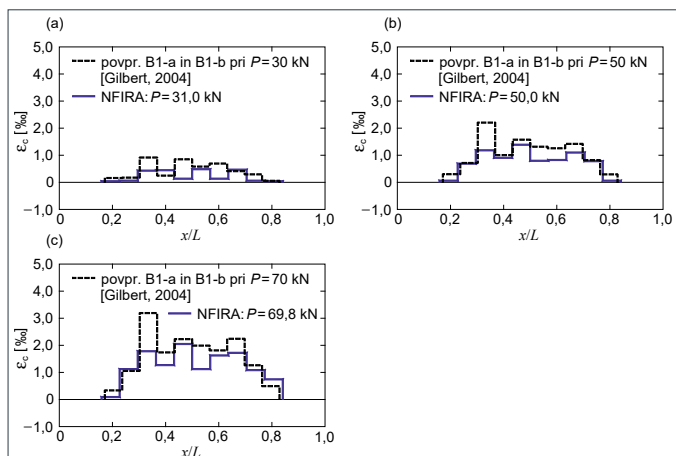 (a)
5,0
4,0
3,0
2,0
1,0
0
−1,0
ε_c [‰]
povpr. B1-a in B1-b pri P = 30 kN
[Gilbert, 2004]
NFIRA: P = 31,0 kN
0 0,2 0,4 0,6 0,8 1,0
x/L
(b)
5,0
4,0
3,0
2,0
1,0
0
−1,0
ε_c [‰]
povpr. B1-a in B1-b pri P = 50 kN
[Gilbert, 2004]
NFIRA: P = 50,0 kN
0 0,2 0,4 0,6 0,8 1,0
x/L
(c)
5,0
4,0
3,0
2,0
1,0
0
−1,0
ε_c [‰]
povpr. B1-a in B1-b pri P = 70 kN
[Gilbert, 2004]
NFIRA: P = 69,8 kN
0 0,2 0,4 0,6 0,8 1,0
x/L